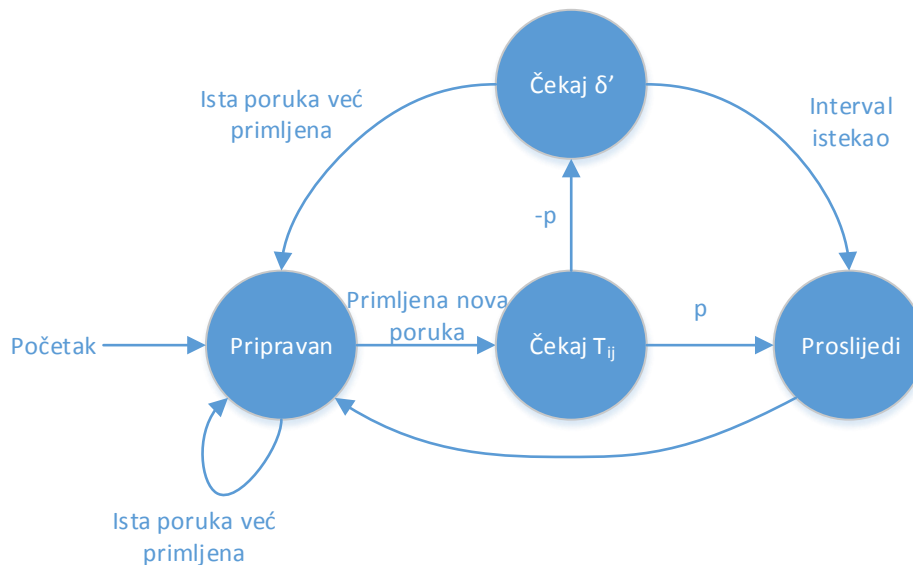 Čekaj δ’
Ista poruka već
primljena
Interval
istekao
-p
Primljena nova
poruka
p
Početak
Pripravan
Čekaj Tij
Proslijedi
Ista poruka već
primljena